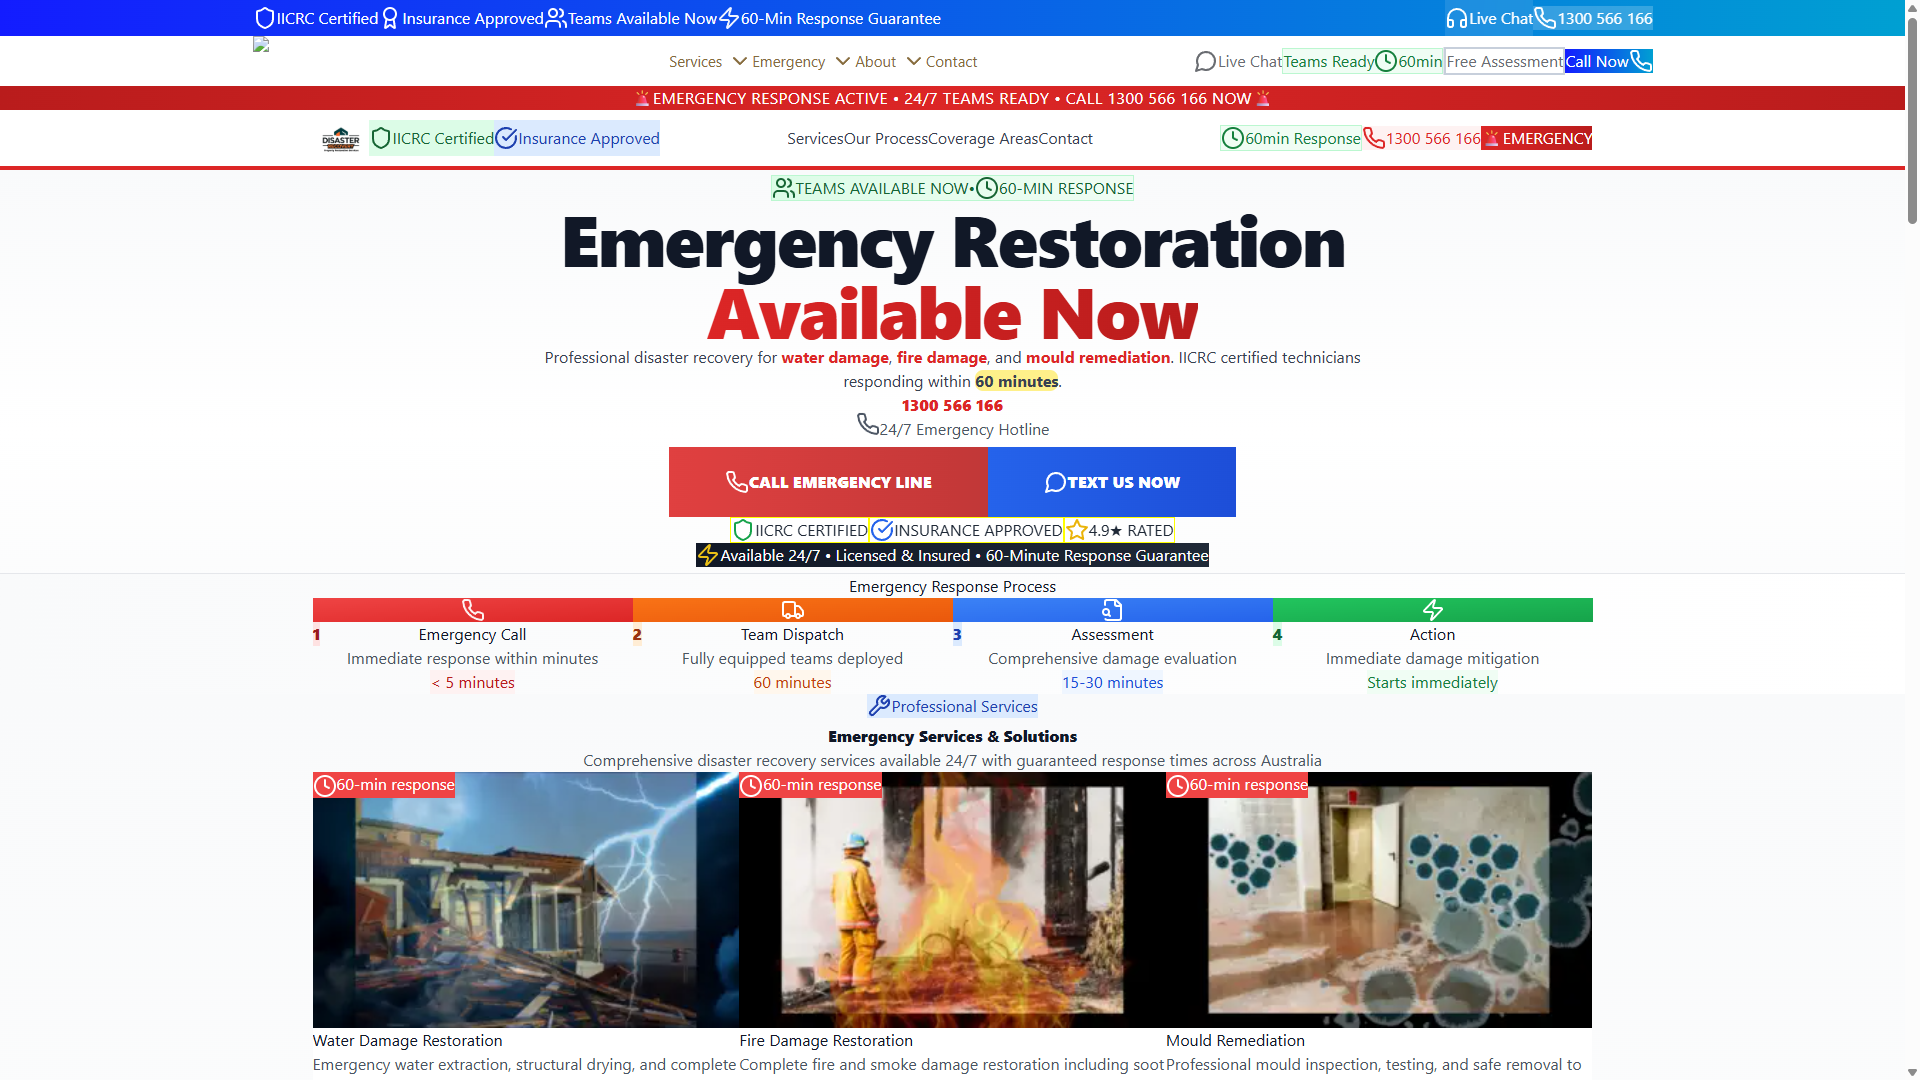 IICRC Certified Insurance Approved Teams Available Now 60-Min Response Guarantee Live Chat 1300 566 166
Services Emergency About Contact Live Chat Teams Ready 60min Free Assessment Call Now
🚨 EMERGENCY RESPONSE ACTIVE • 24/7 TEAMS READY • CALL 1300 566 166 NOW 🚨
DISASTER
IICRC Certified Insurance Approved Services Our Process Coverage Areas Contact 60min Response 1300 566 166 🚨 EMERGENCY
TEAMS AVAILABLE NOW • 60-MIN RESPONSE
Emergency Restoration
Available Now
Professional disaster recovery for water damage, fire damage, and mould remediation. IICRC certified technicians
responding within 60 minutes.
1300 566 166
24/7 Emergency Hotline
CALL EMERGENCY LINE TEXT US NOW
IICRC CERTIFIED INSURANCE APPROVED 4.9★ RATED
Available 24/7 • Licensed & Insured • 60-Minute Response Guarantee
Emergency Response Process
1 Emergency Call 2 Team Dispatch 3 Assessment 4 Action
Immediate response within minutes Fully equipped teams deployed Comprehensive damage evaluation Immediate damage mitigation
< 5 minutes 60 minutes 15-30 minutes Starts immediately
Professional Services
Emergency Services & Solutions
Comprehensive disaster recovery services available 24/7 with guaranteed response times across Australia
60-min response 60-min response 60-min response
Water Damage Restoration Fire Damage Restoration Mould Remediation
Emergency water extraction, structural drying, and complete Complete fire and smoke damage restoration including soot Professional mould inspection, testing, and safe removal to